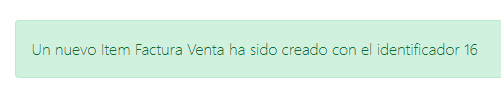 Un nuevo Item Factura Venta ha sido creado con el identificador 16